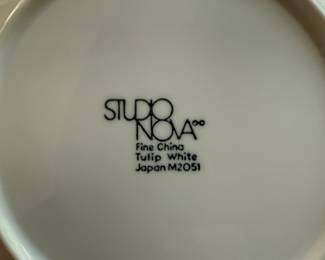 STUDIO
NOVA∞
Fine China
Tulip White
Japan M2051